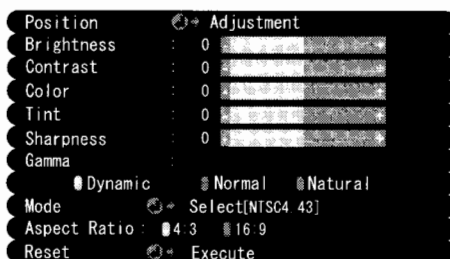 Position Adjustment
Brightness : 0
Contrast : 0
Color : 0
Tint : 0
Sharpness : 0
Gamma :
Dynamic Normal Natural
Mode Select[NTSC4.43]
Aspect Ratio : 4:3 16:9
Reset Execute